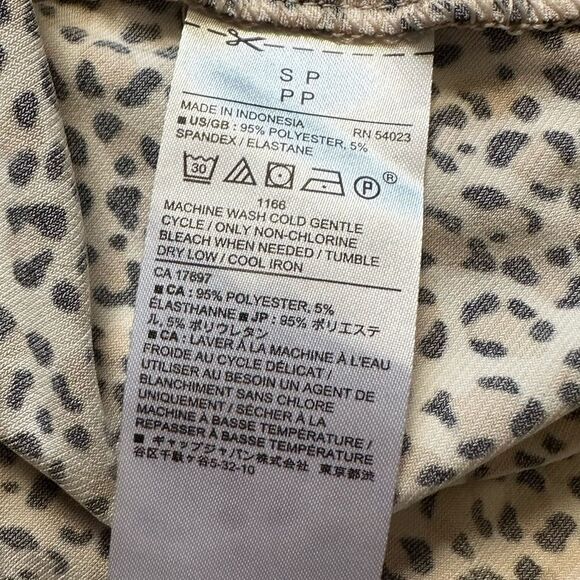 S P
PP
MADE IN INDONESIA RN 54023
■ US/GB : 95% POLYESTER, 5%
SPANDEX / ELASTANE
30 P ®
1166
MACHINE WASH COLD GENTLE
CYCLE / ONLY NON-CHLORINE
BLEACH WHEN NEEDED / TUMBLE
DRY LOW / COOL IRON
CA 17897
■ CA : 95% POLYESTER, 5%
ÉLASTHANNE ■ JP : 95% ポリエステ
ル, 5% ポリウレタン
■ CA : LAVER À LA MACHINE À L'EAU
FROIDE AU CYCLE DÉLICAT /
UTILISER AU BESOIN UN AGENT DE
BLANCHIMENT SANS CHLORE
UNIQUEMENT / SÉCHER À LA
MACHINE À BASSE TEMPÉRATURE /
REPASSER À BASSE TEMPÉRATURE
■ ギャップジャパン株式会社 東京都渋
谷区千駄ヶ谷5-32-10